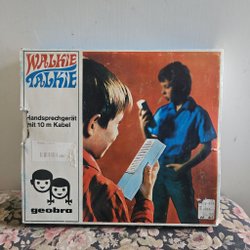 WALKIE
TALKIE
Handsprechgerät
mit 10 m Kabel
geobra